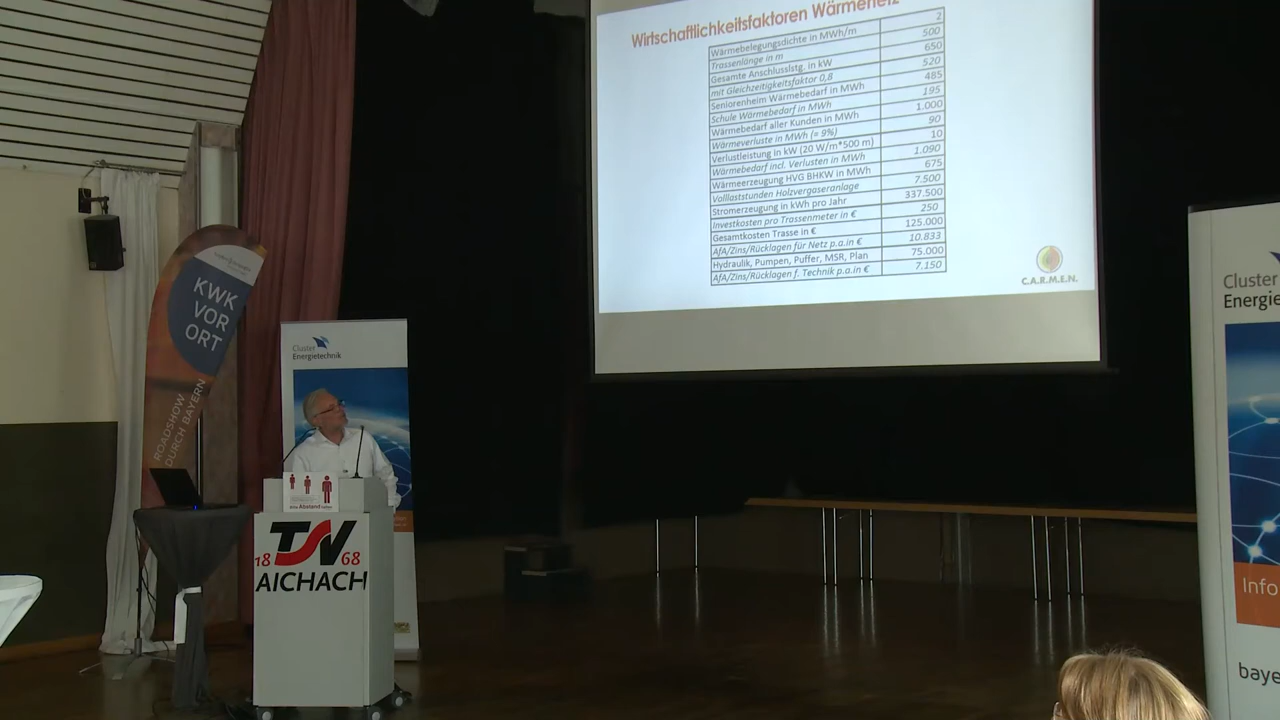 Wirtschaftlichkeitsfaktoren Wärmenetz
Wärmebelegungsdichte in MWh/m 2
Trassenlänge in m 500
Gesamte Anschlusslstg. in kW 650
mit Gleichzeitigkeitsfaktor 0,8 520
Seniorenheim Wärmebedarf in MWh 485
Schule Wärmebedarf in MWh 195
Wärmebedarf aller Kunden in MWh 1.000
Wärmeverluste in MWh (= 9%) 90
Verlustleistung in kW (20 W/m*500 m) 10
Wärmebedarf incl. Verlusten in MWh 1.090
Wärmeerzeugung HVG BHKW in MWh 675
Volllaststunden Holzvergaseranlage 7.500
Stromerzeugung in kWh pro Jahr 337.500
Investkosten pro Trassenmeter in € 250
Gesamtkosten Trasse in € 125.000
AfA/Zins/Rücklagen für Netz p.a.in € 10.833
Hydraulik, Pumpen, Puffer, MSR, Plan 75.000
AfA/Zins/Rücklagen f. Technik p.a.in € 7.150
C.A.R.M.E.N.
KWK
VOR
ORT
ROADSHOW
DURCH BAYERN
Cluster
Energietechnik
Abstand
TSV
18 68
AICHACH
Cluster
Energie
Info
baye